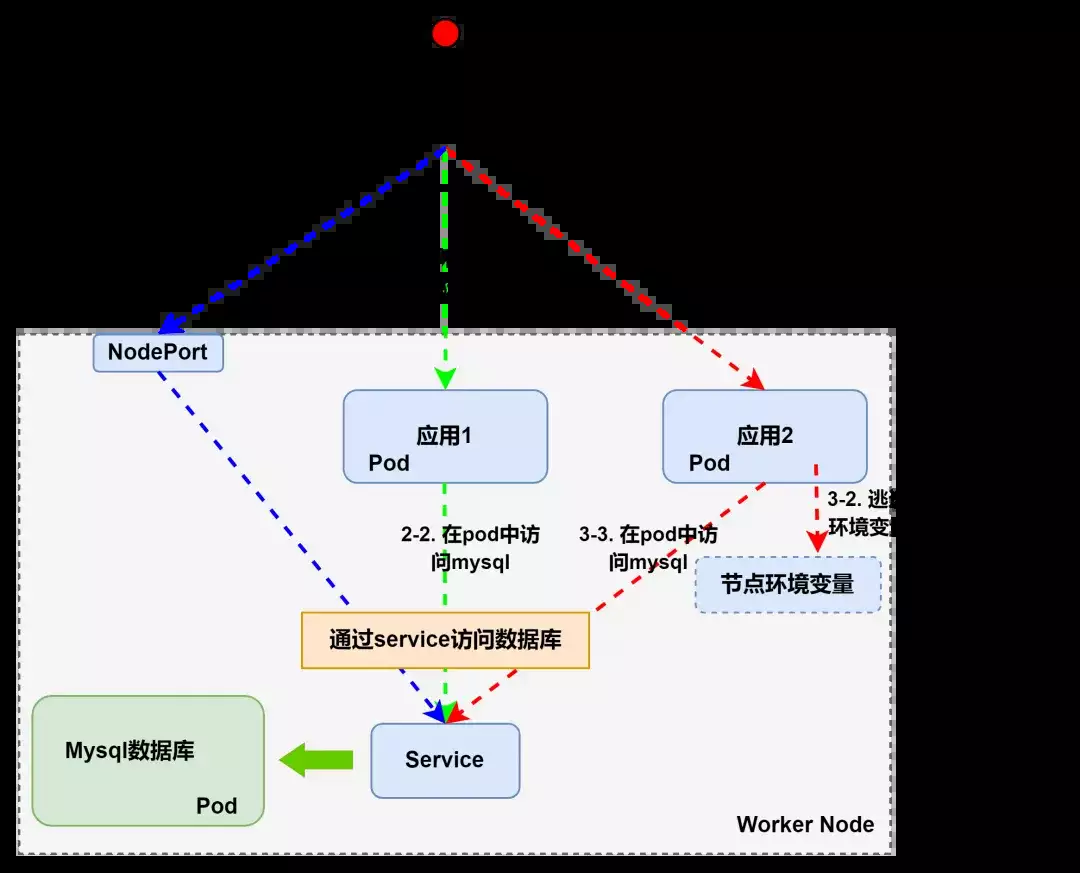 NodePort
应用1
Pod
应用2
Pod
3-2. 逃
环境变
2-2. 在pod中访
问mysql
3-3. 在pod中访
问mysql
节点环境变量
通过service访问数据库
Mysql数据库
Pod
Service
Worker Node